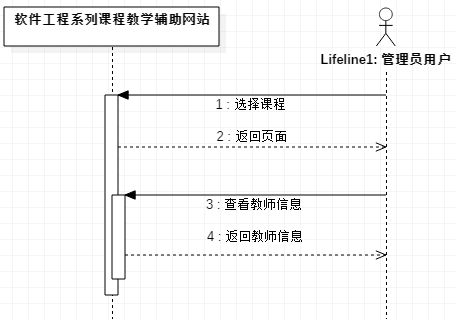 软件工程系列课程教学辅助网站
Lifeline1: 管理员用户
1 : 选择课程
2 : 返回页面
3 : 查看教师信息
4 : 返回教师信息